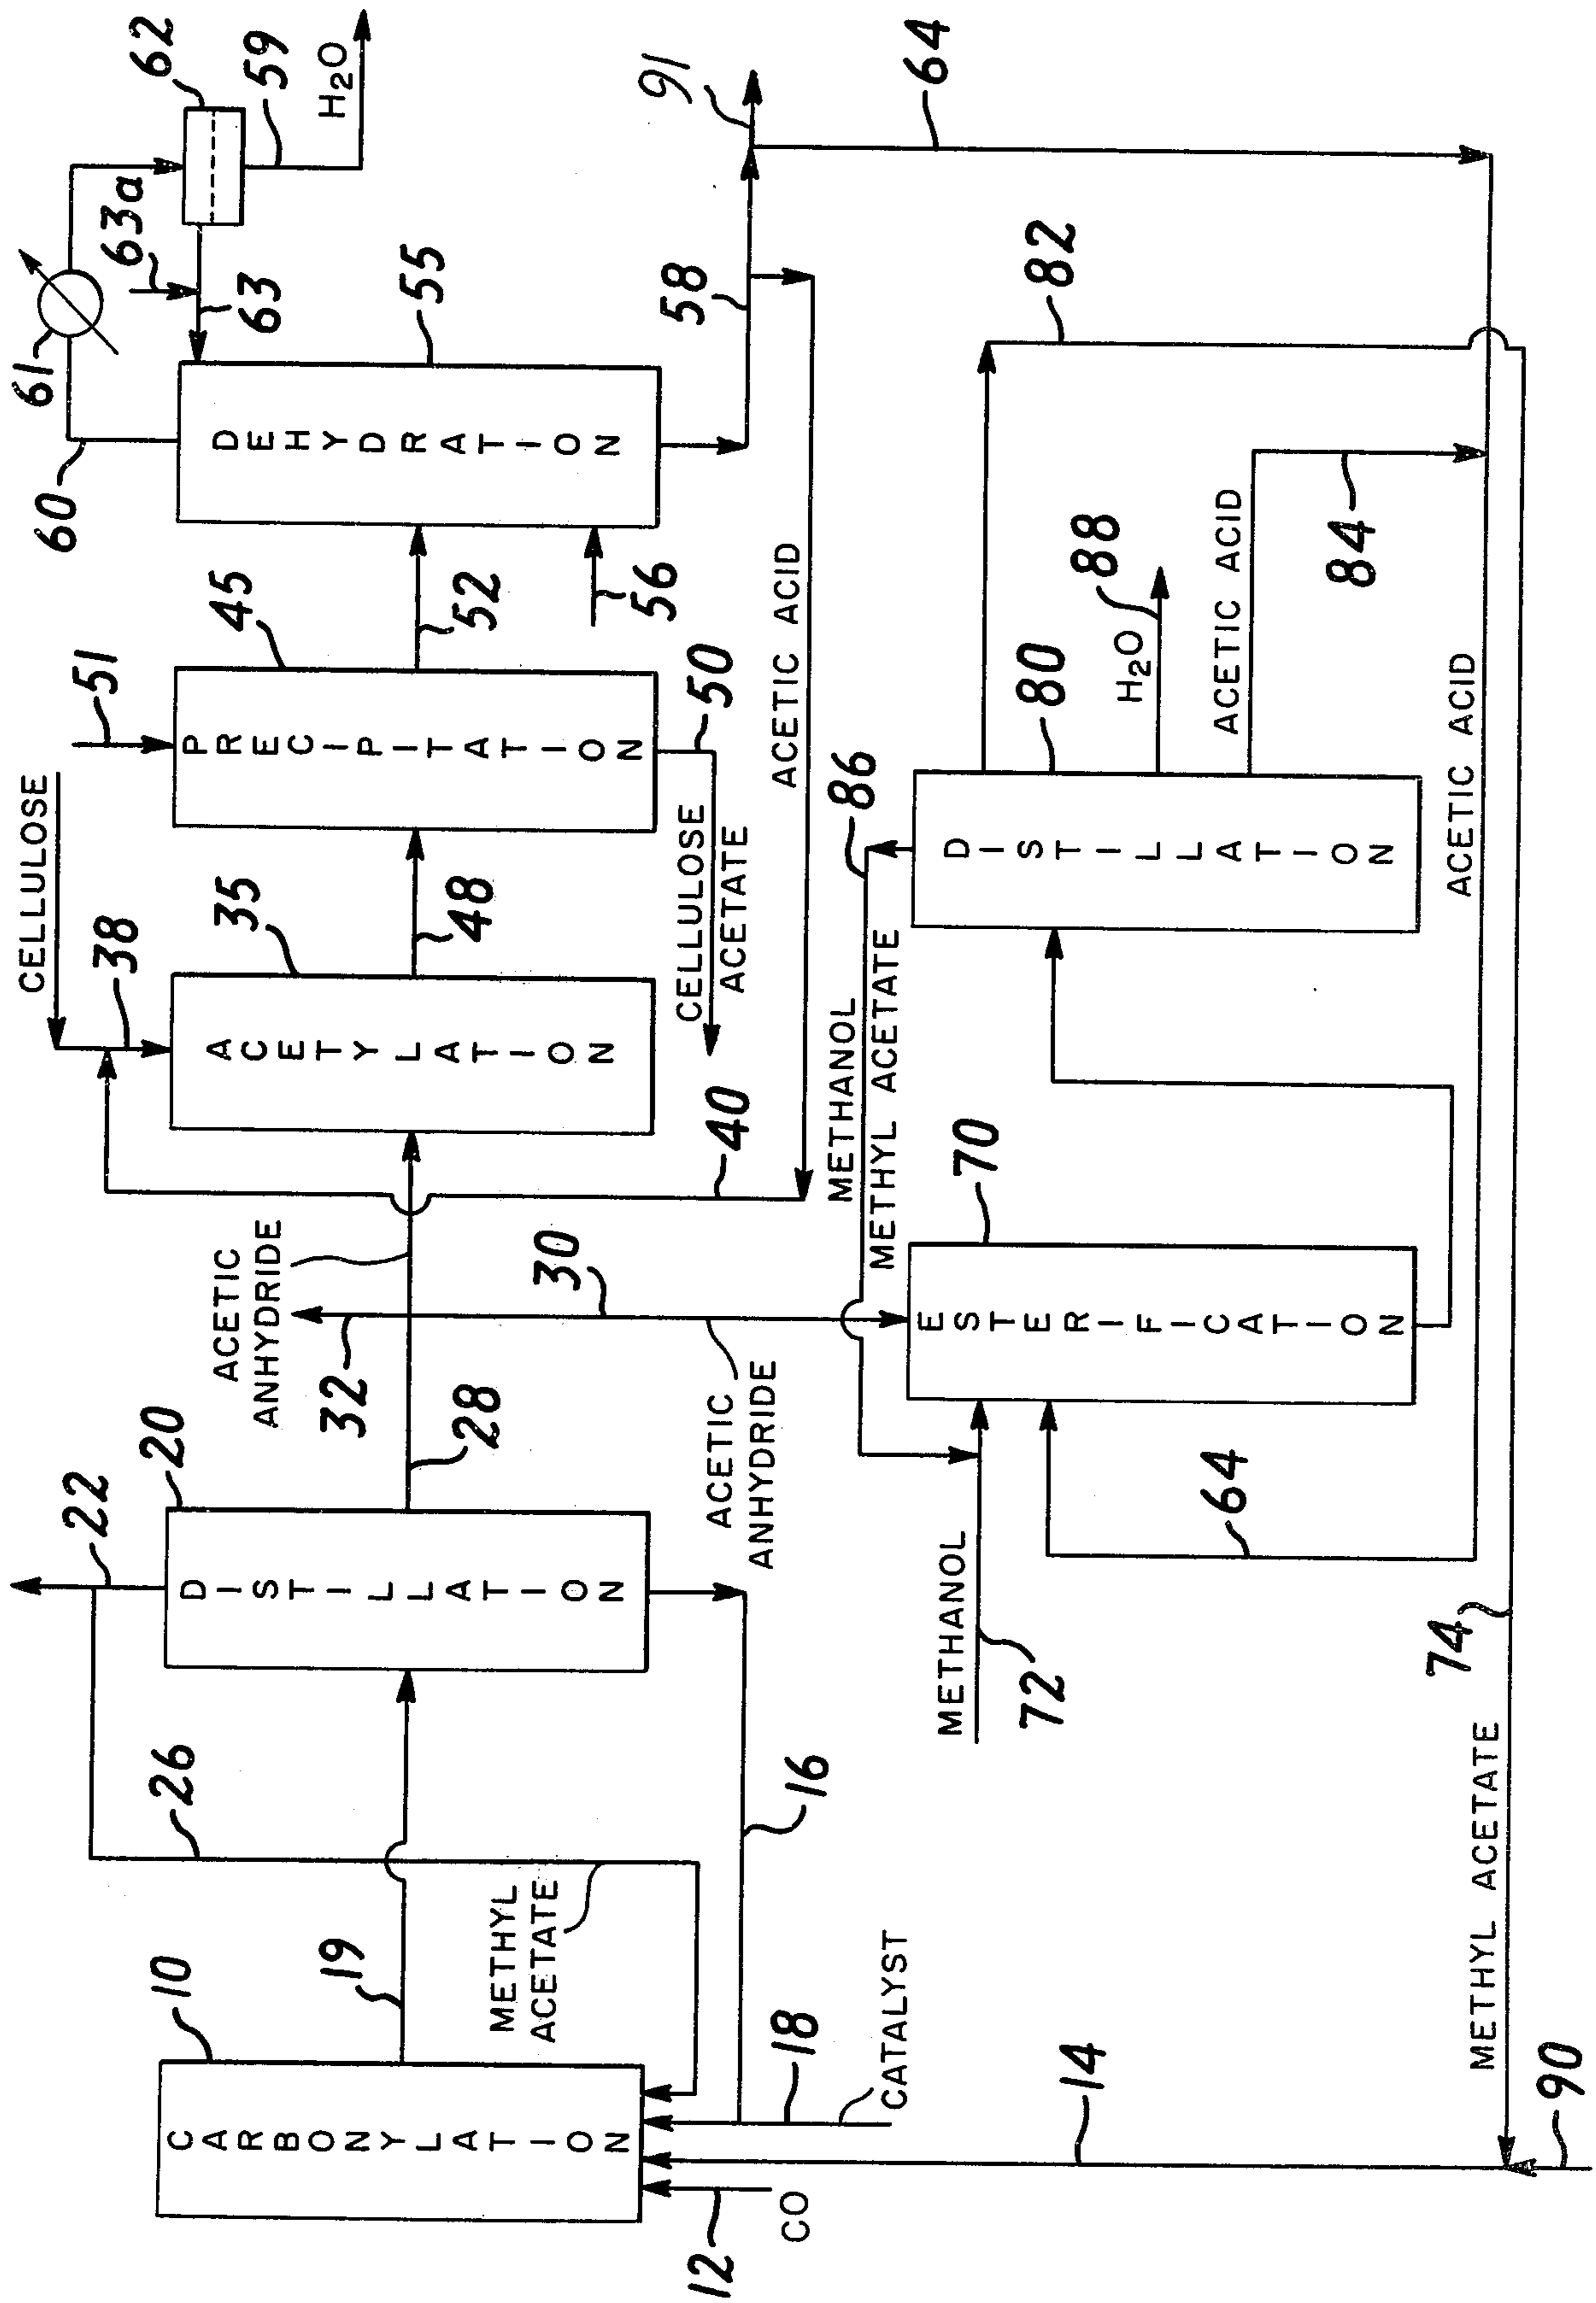 22
CELLULOSE
51
60
61
63a
62
26
20
38
63
59
H₂O
10
CARBONYLATION
19
DISTILLATION
ACETIC
ANHYDRIDE
35
ACETYLATION
45
PRECIPITATION
55
DEHYDRATION
32
28
48
52
56
METHYL
ACETATE
30
12
CO
18
CATALYST
16
ACETIC
ANHYDRIDE
40
CELLULOSE
ACETATE
50
ACETIC ACID
58
91
METHANOL
METHYL ACETATE
86
64
METHANOL
72
70
ESTERIFICATION
80
DISTILLATION
82
H₂O
88
14
64
ACETIC ACID
84
ACETIC ACID
74
METHYL ACETATE
90